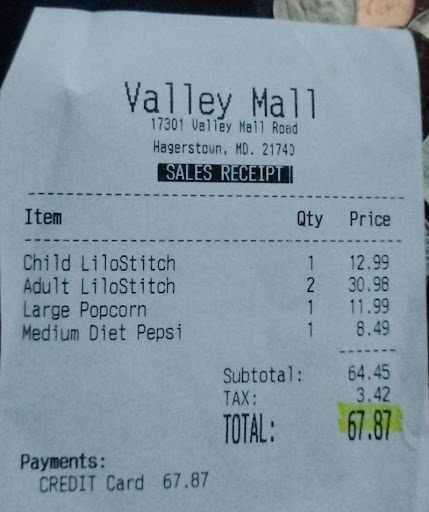 Valley Mall
17301 Valley Mall Road
Hagerstown, MD. 21740
SALES RECEIPT
Item Qty Price
Child LiloStitch 1 12.99
Adult LiloStitch 2 30.98
Large Popcorn 1 11.99
Medium Diet Pepsi 1 8.49
Subtotal: 64.45
TAX: 3.42
TOTAL: 67.87
Payments:
CREDIT Card 67.87